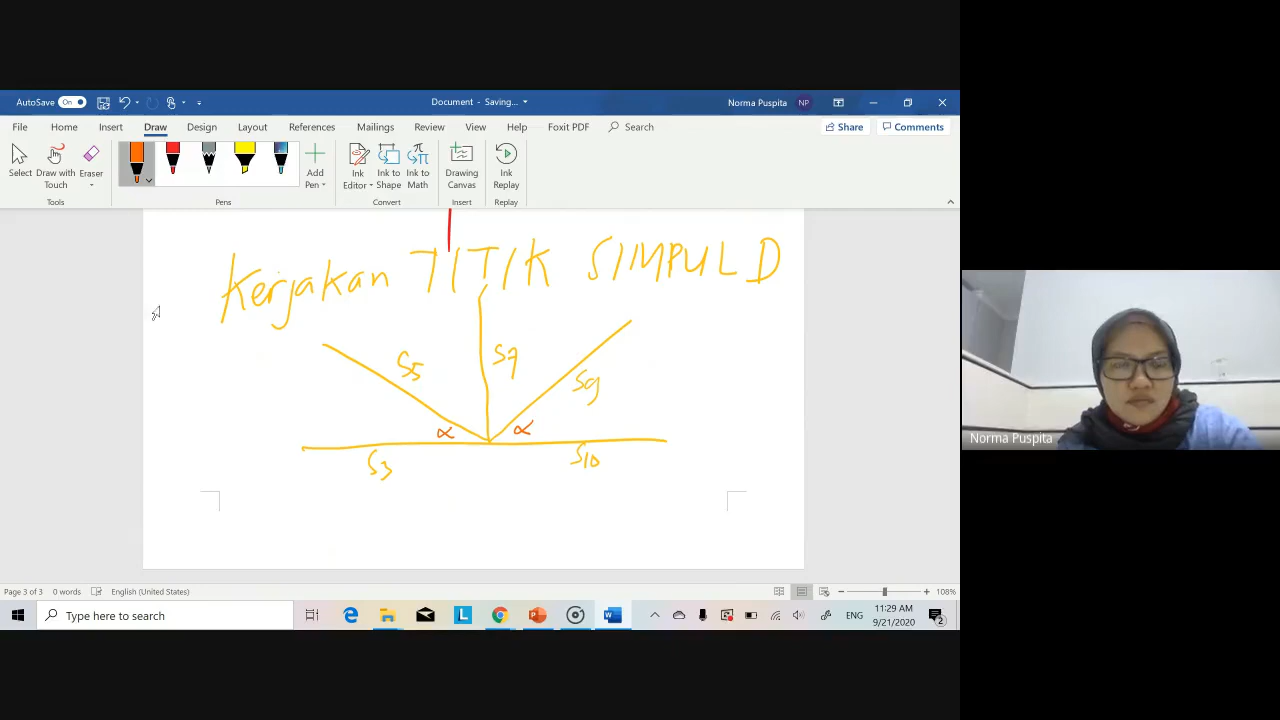 AutoSave On Document - Saving... Norma Puspita NP
File Home Insert Draw Design Layout References Mailings Review View Help Foxit PDF Search Share Comments
Select Draw with Touch Eraser Add Pen Ink Editor Ink to Shape Ink to Math Drawing Canvas Ink Replay
Tools Pens Convert Insert Replay
Kerjakan TITIK SIMPUL D
S5 S7 S9
α α
S3 S10
Norma Puspita
Page 3 of 3 0 words English (United States) 108%
Type here to search ENG 11:29 AM
9/21/2020 2